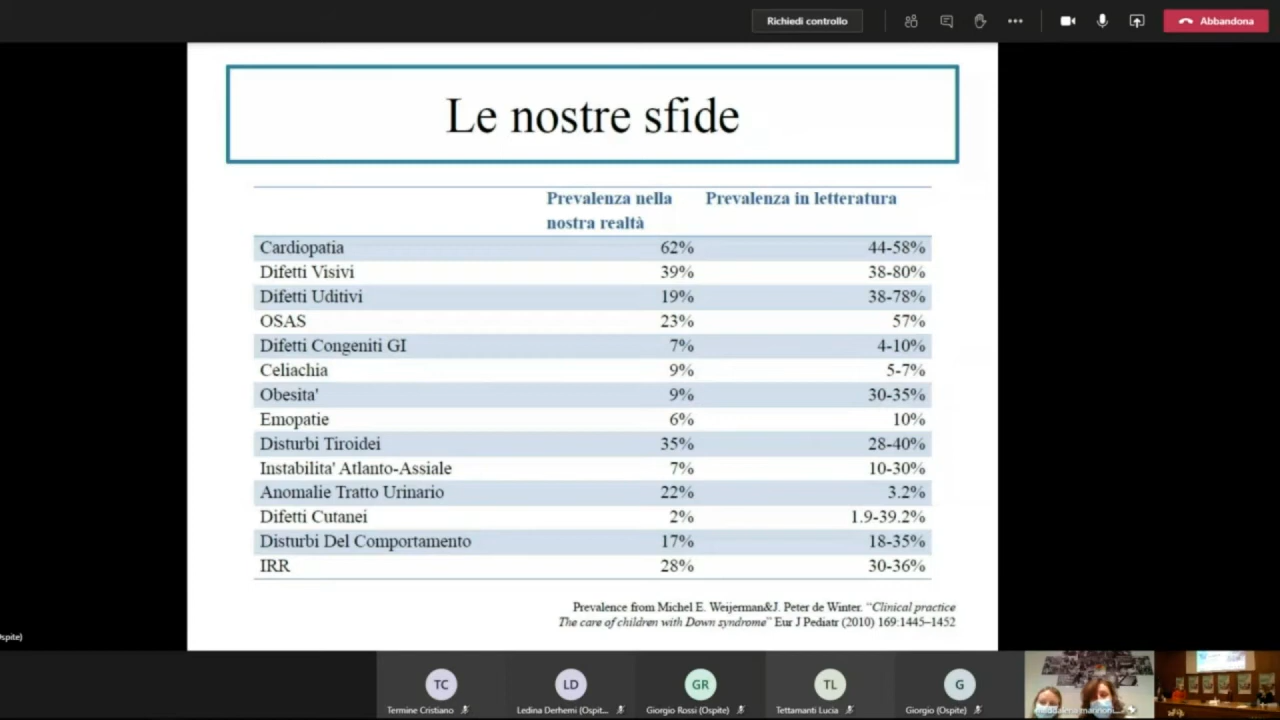 Richiedi controllo
Abbandona
Le nostre sfide
Prevalenza nella nostra realtà Prevalenza in letteratura
Cardiopatia 62% 44-58%
Difetti Visivi 39% 38-80%
Difetti Uditivi 19% 38-78%
OSAS 23% 57%
Difetti Congeniti GI 7% 4-10%
Celiachia 9% 5-7%
Obesita' 9% 30-35%
Emopatie 6% 10%
Disturbi Tiroidei 35% 28-40%
Instabilita' Atlanto-Assiale 7% 10-30%
Anomalie Tratto Urinario 22% 3.2%
Difetti Cutanei 2% 1.9-39.2%
Disturbi Del Comportamento 17% 18-35%
IRR 28% 30-36%
Prevalence from Michel E. Weijerman&J. Peter de Winter. “Clinical practice
The care of children with Down syndrome” Eur J Pediatr (2010) 169:1445–1452
spite)
TC LD GR TL G
Termine Cristiano Ledina Derhemi (Ospit... Giorgio Rossi (Ospite) Tettamanti Lucia Giorgio (Ospite)